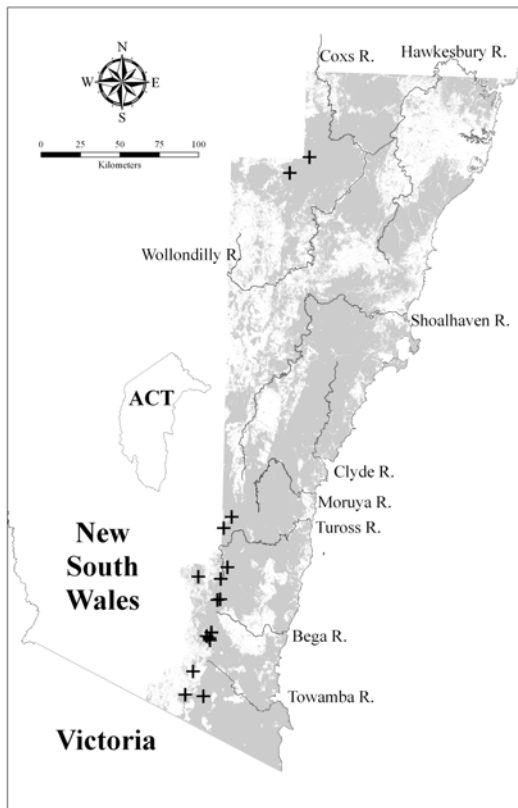 Coxs R.
Hawkesbury R.
N
W E
S
0 25 50 75 100
Kilometers
Wollondilly R.
Shoalhaven R.
ACT
Clyde R.
Moruya R.
Tuross R.
New
South
Wales
Bega R.
Towamba R.
Victoria